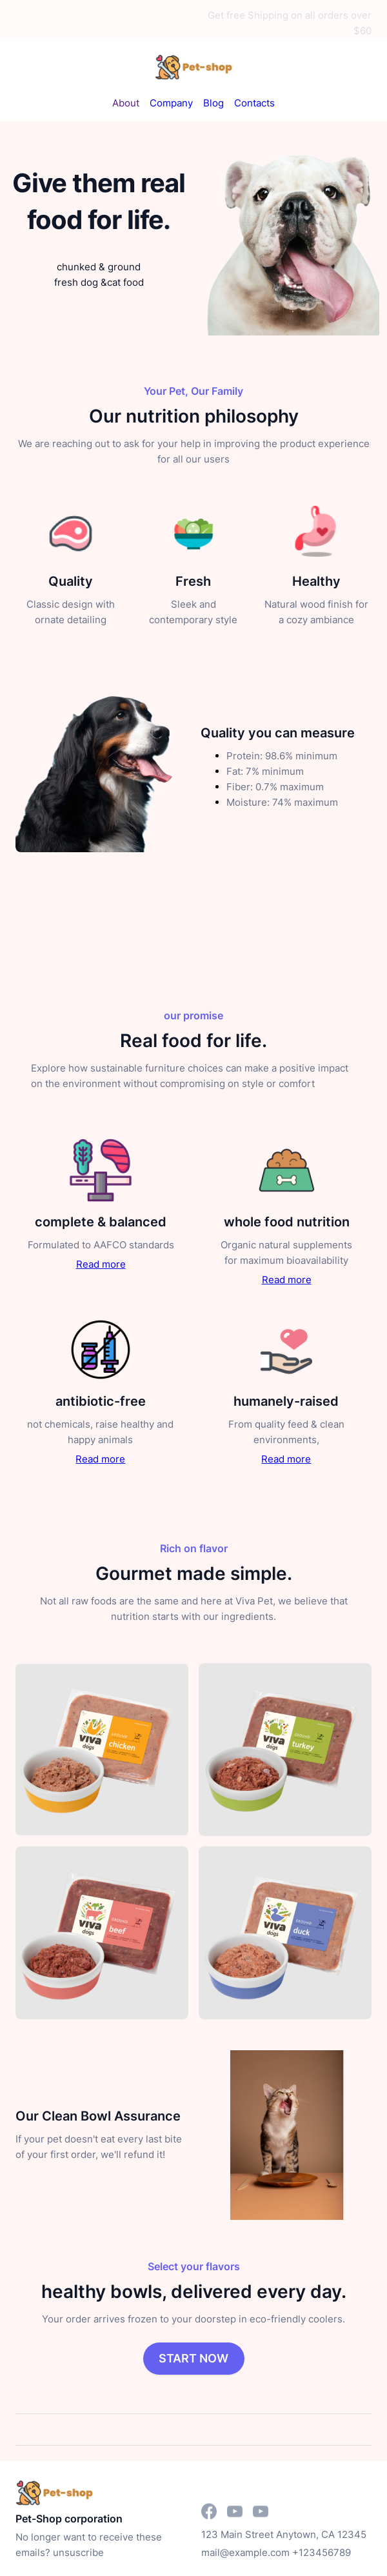 Get free Shipping on all orders over
$60
Pet-shop
About Company Blog Contacts
Give them real
food for life.
chunked & ground
fresh dog &cat food
Your Pet, Our Family
Our nutrition philosophy
We are reaching out to ask for your help in improving the product experience
for all our users
Quality
Classic design with
ornate detailing
Fresh
Sleek and
contemporary style
Healthy
Natural wood finish for
a cozy ambiance
Quality you can measure
Protein: 98.6% minimum
Fat: 7% minimum
Fiber: 0.7% maximum
Moisture: 74% maximum
our promise
Real food for life.
Explore how sustainable furniture choices can make a positive impact
on the environment without compromising on style or comfort
complete & balanced
Formulated to AAFCO standards
Read more
whole food nutrition
Organic natural supplements
for maximum bioavailability
Read more
antibiotic-free
not chemicals, raise healthy and
happy animals
Read more
humanely-raised
From quality feed & clean
environments,
Read more
Rich on flavor
Gourmet made simple.
Not all raw foods are the same and here at Viva Pet, we believe that
nutrition starts with our ingredients.
VIVA
dogs
chicken
VIVA
dogs
turkey
VIVA
dogs
beef
VIVA
dogs
duck
Our Clean Bowl Assurance
If your pet doesn't eat every last bite
of your first order, we'll refund it!
Select your flavors
healthy bowls, delivered every day.
Your order arrives frozen to your doorstep in eco-friendly coolers.
START NOW
Pet-shop
Pet-Shop corporation
No longer want to receive these
emails? unsuscribe
123 Main Street Anytown, CA 12345
mail@example.com +123456789